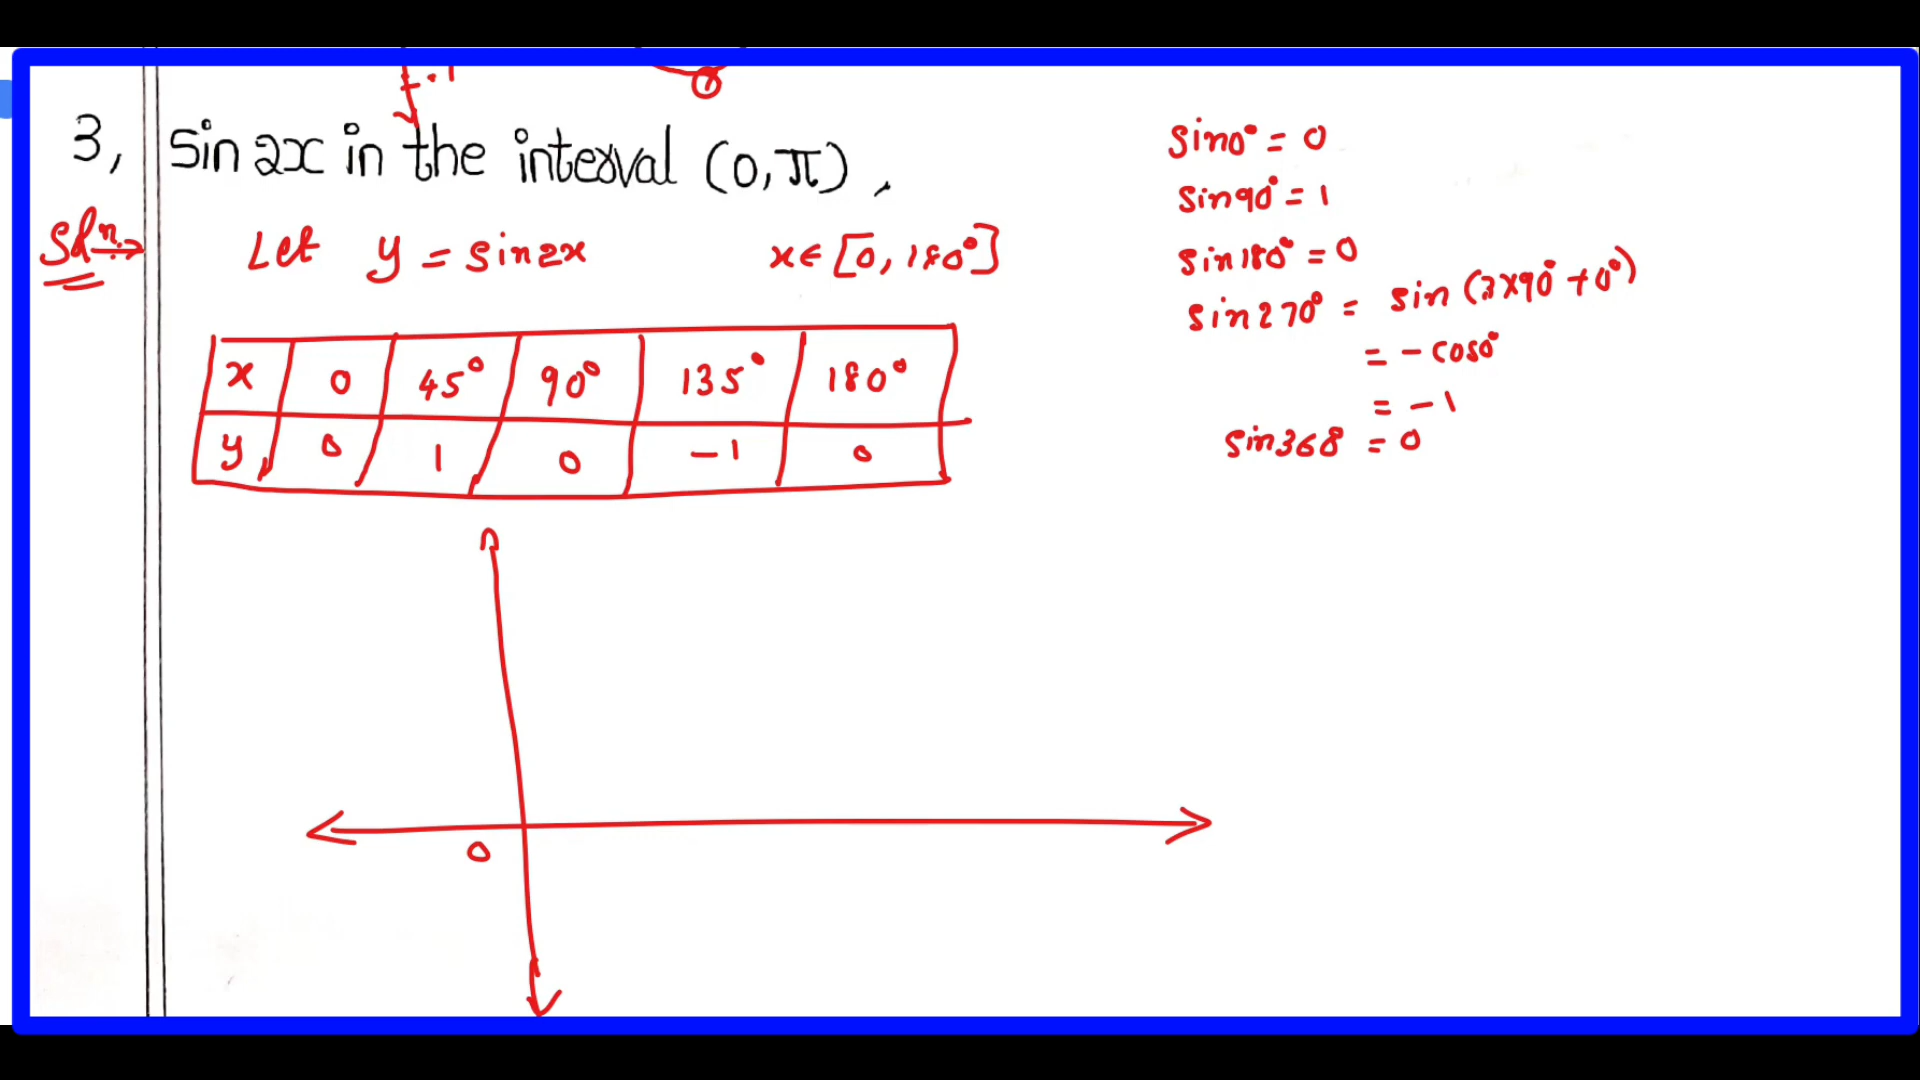 3, Sin 2x in the interval (0, π).
Soln. → Let y = sin2x x ∈ [0, 180°]
x 0 45° 90° 135° 180°
y 0 1 0 -1 0
0
sin0° = 0
sin90° = 1
sin180° = 0
sin270° = sin (3×90° + 0°)
= - cos0°
= -1
sin368 = 0